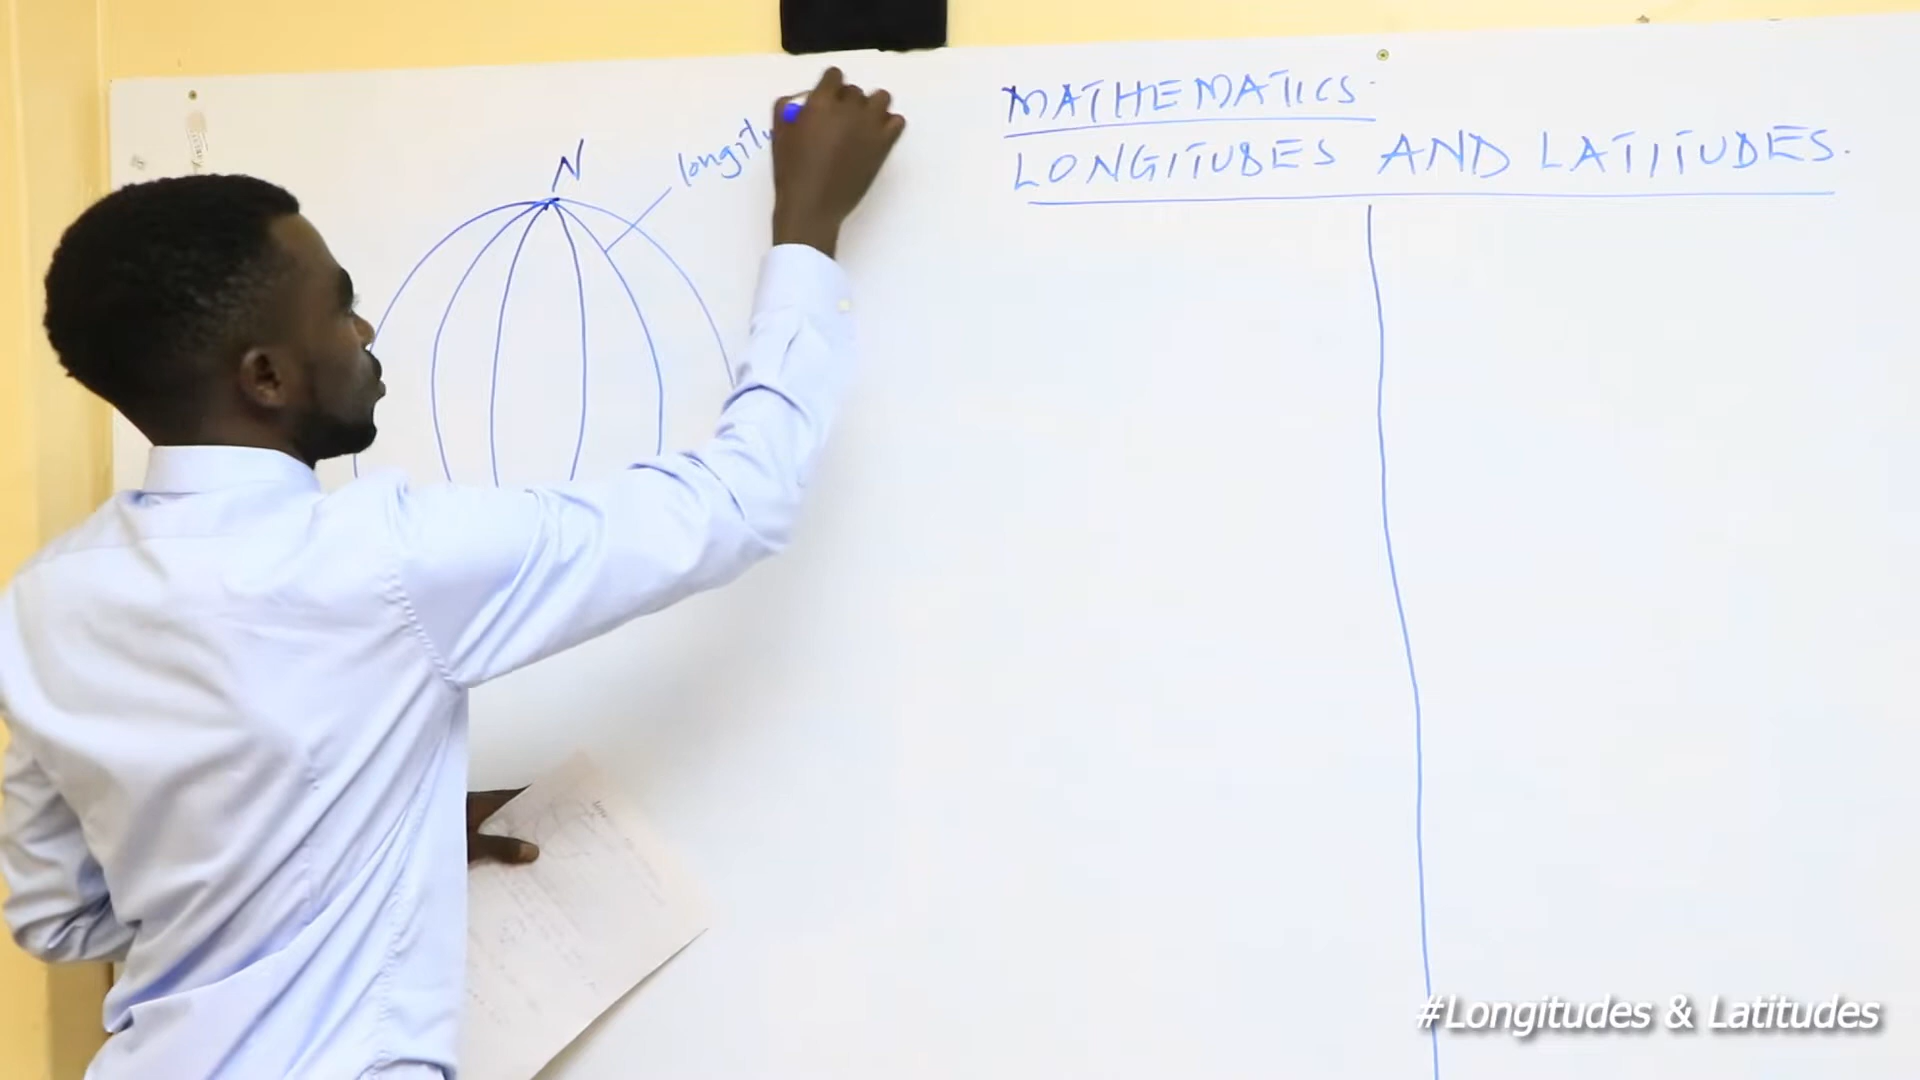 N
longitu
MATHEMATICS.
LONGITUDES AND LATITUDES.
#Longitudes & Latitudes